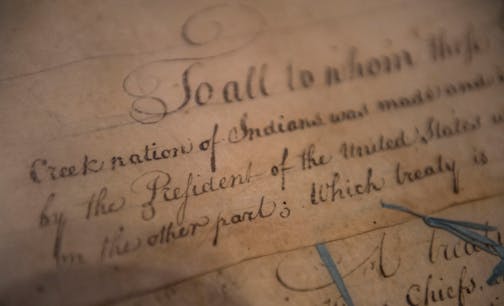 To all to whom these
Creek nation of Indians was made and
by the President of the United States
on the other part; Which treaty is
A treaty
Chiefs.